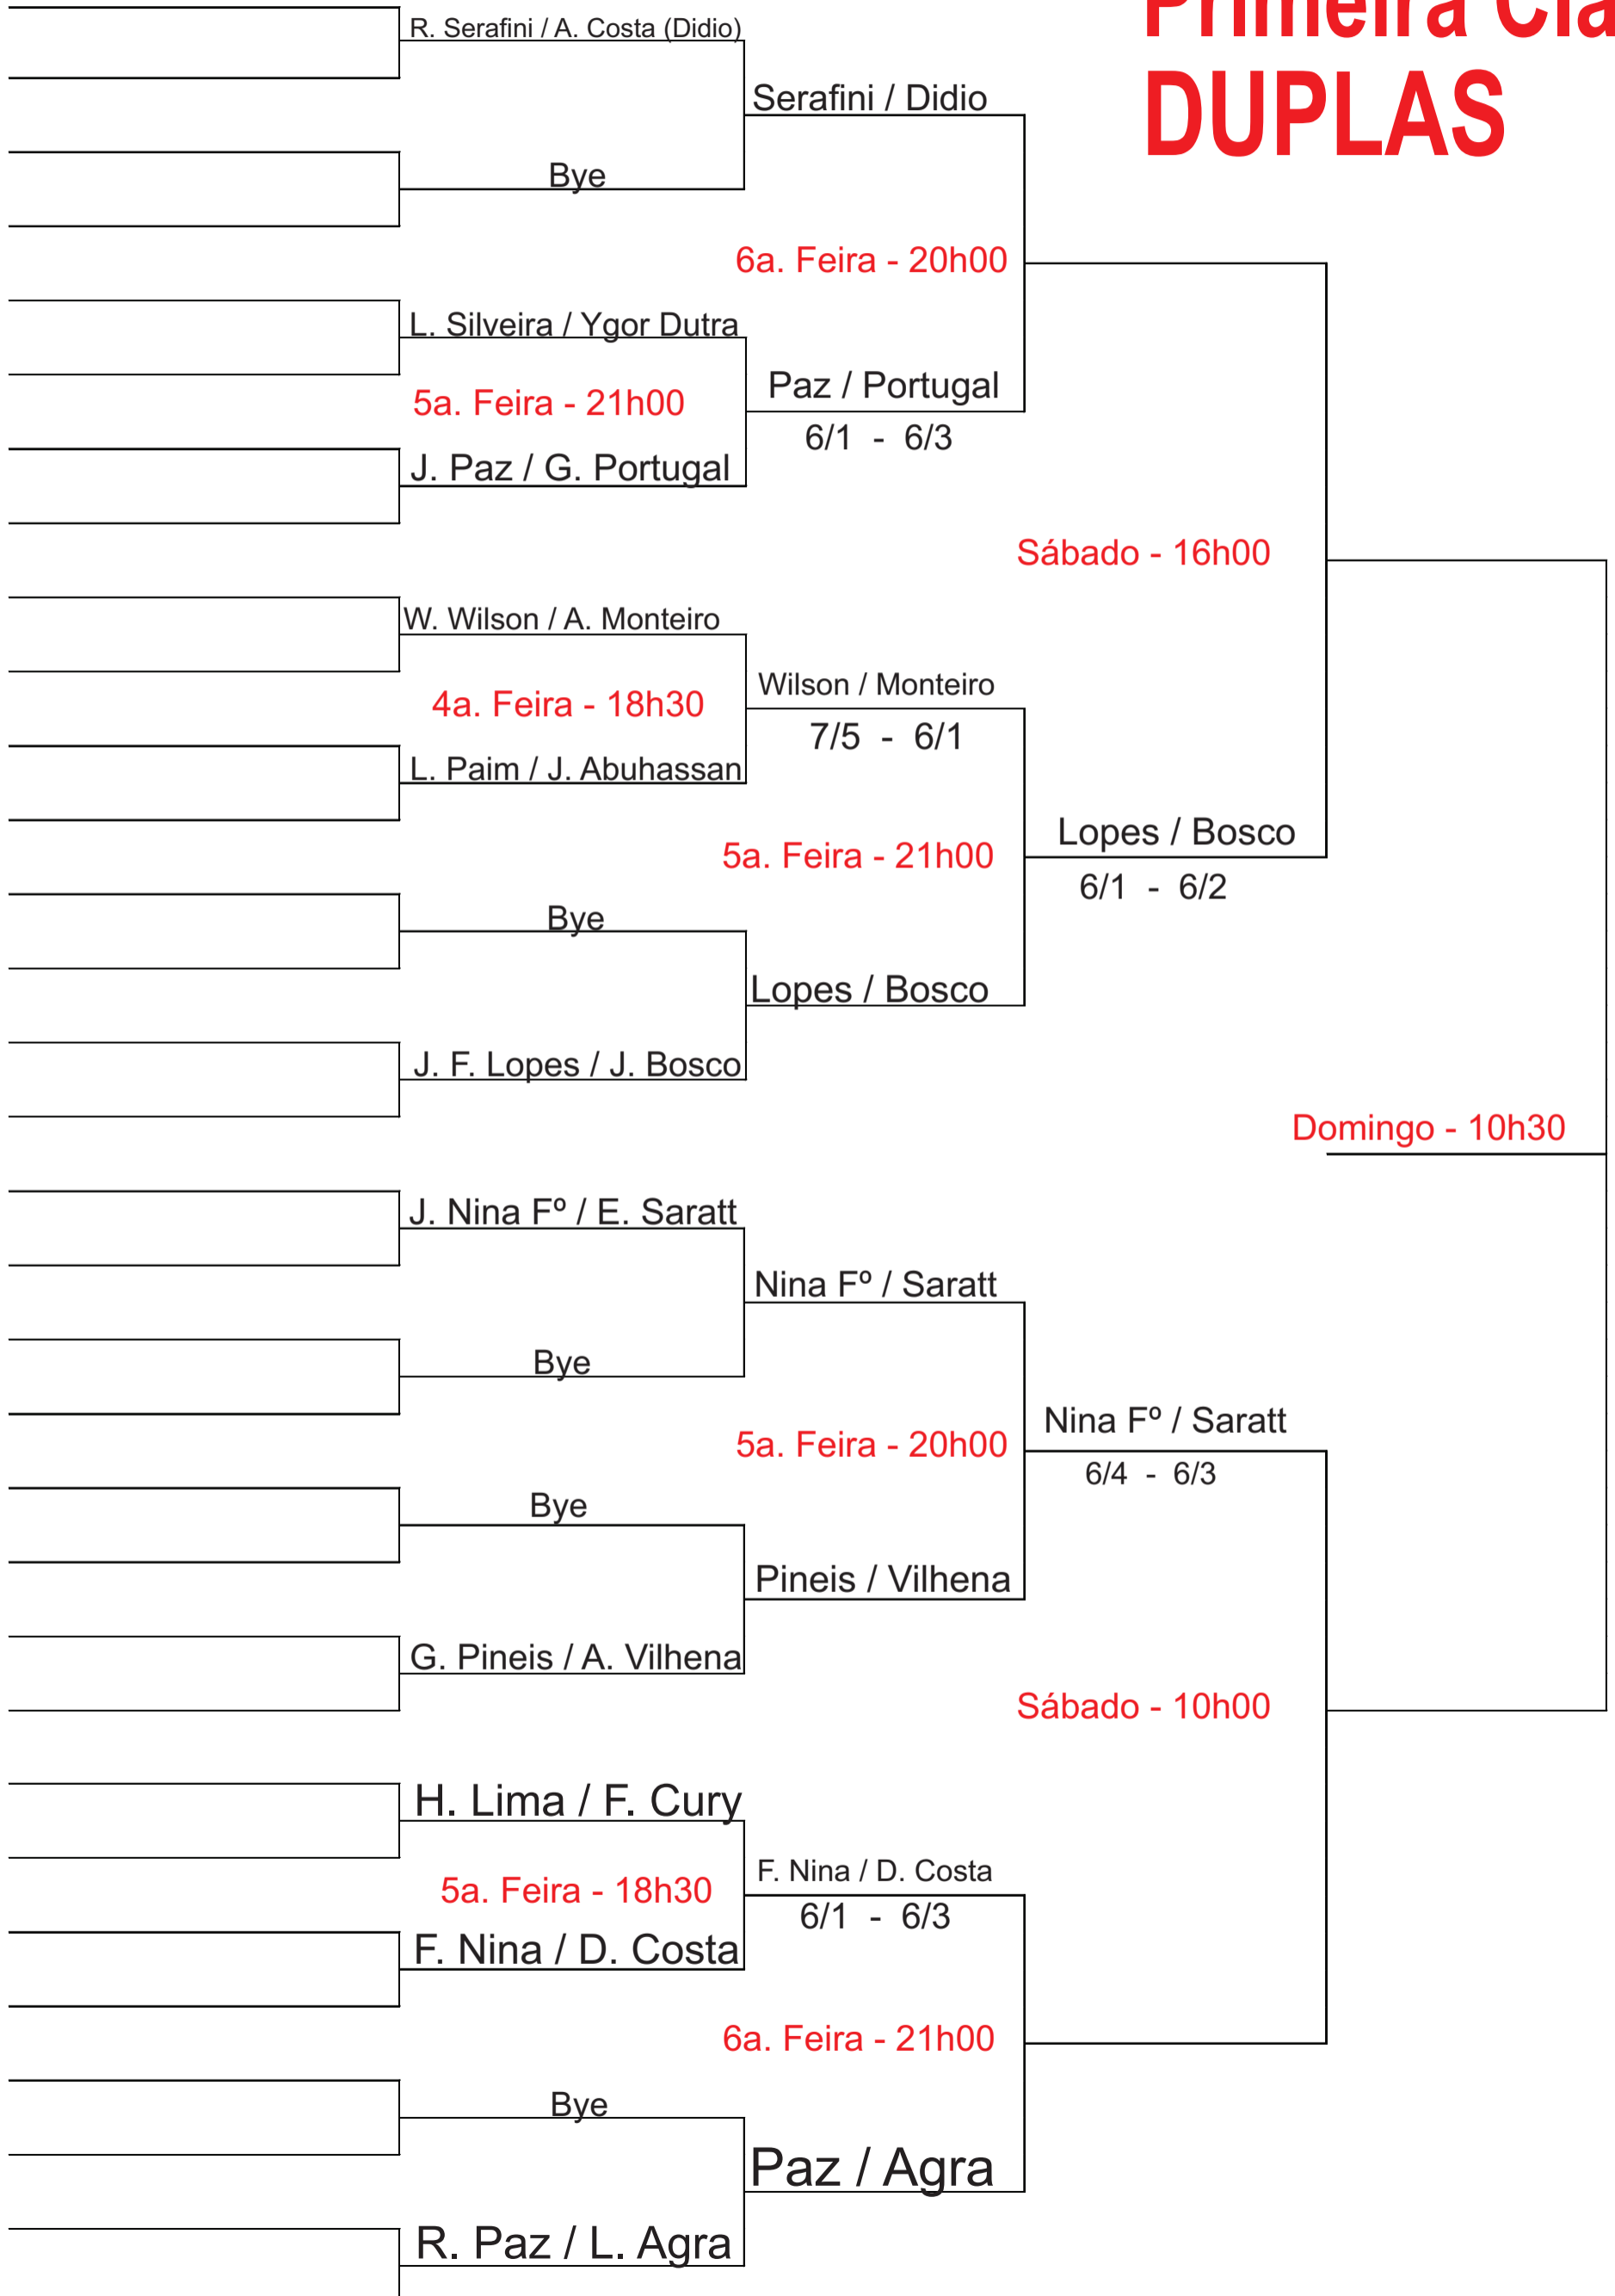 Primeira Cla
DUPLAS
R. Serafini / A. Costa (Didio)
Serafini / Didio
Bye
6a. Feira - 20h00
L. Silveira / Ygor Dutra
5a. Feira - 21h00
Paz / Portugal
6/1 - 6/3
J. Paz / G. Portugal
Sábado - 16h00
W. Wilson / A. Monteiro
Wilson / Monteiro
4a. Feira - 18h30
7/5 - 6/1
L. Paim / J. Abuhassan
Lopes / Bosco
5a. Feira - 21h00
6/1 - 6/2
Bye
Lopes / Bosco
J. F. Lopes / J. Bosco
Domingo - 10h30
J. Nina Fº / E. Saratt
Nina Fº / Saratt
Bye
Nina Fº / Saratt
5a. Feira - 20h00
6/4 - 6/3
Bye
Pineis / Vilhena
G. Pineis / A. Vilhena
Sábado - 10h00
H. Lima / F. Cury
F. Nina / D. Costa
5a. Feira - 18h30
6/1 - 6/3
F. Nina / D. Costa
6a. Feira - 21h00
Bye
Paz / Agra
R. Paz / L. Agra